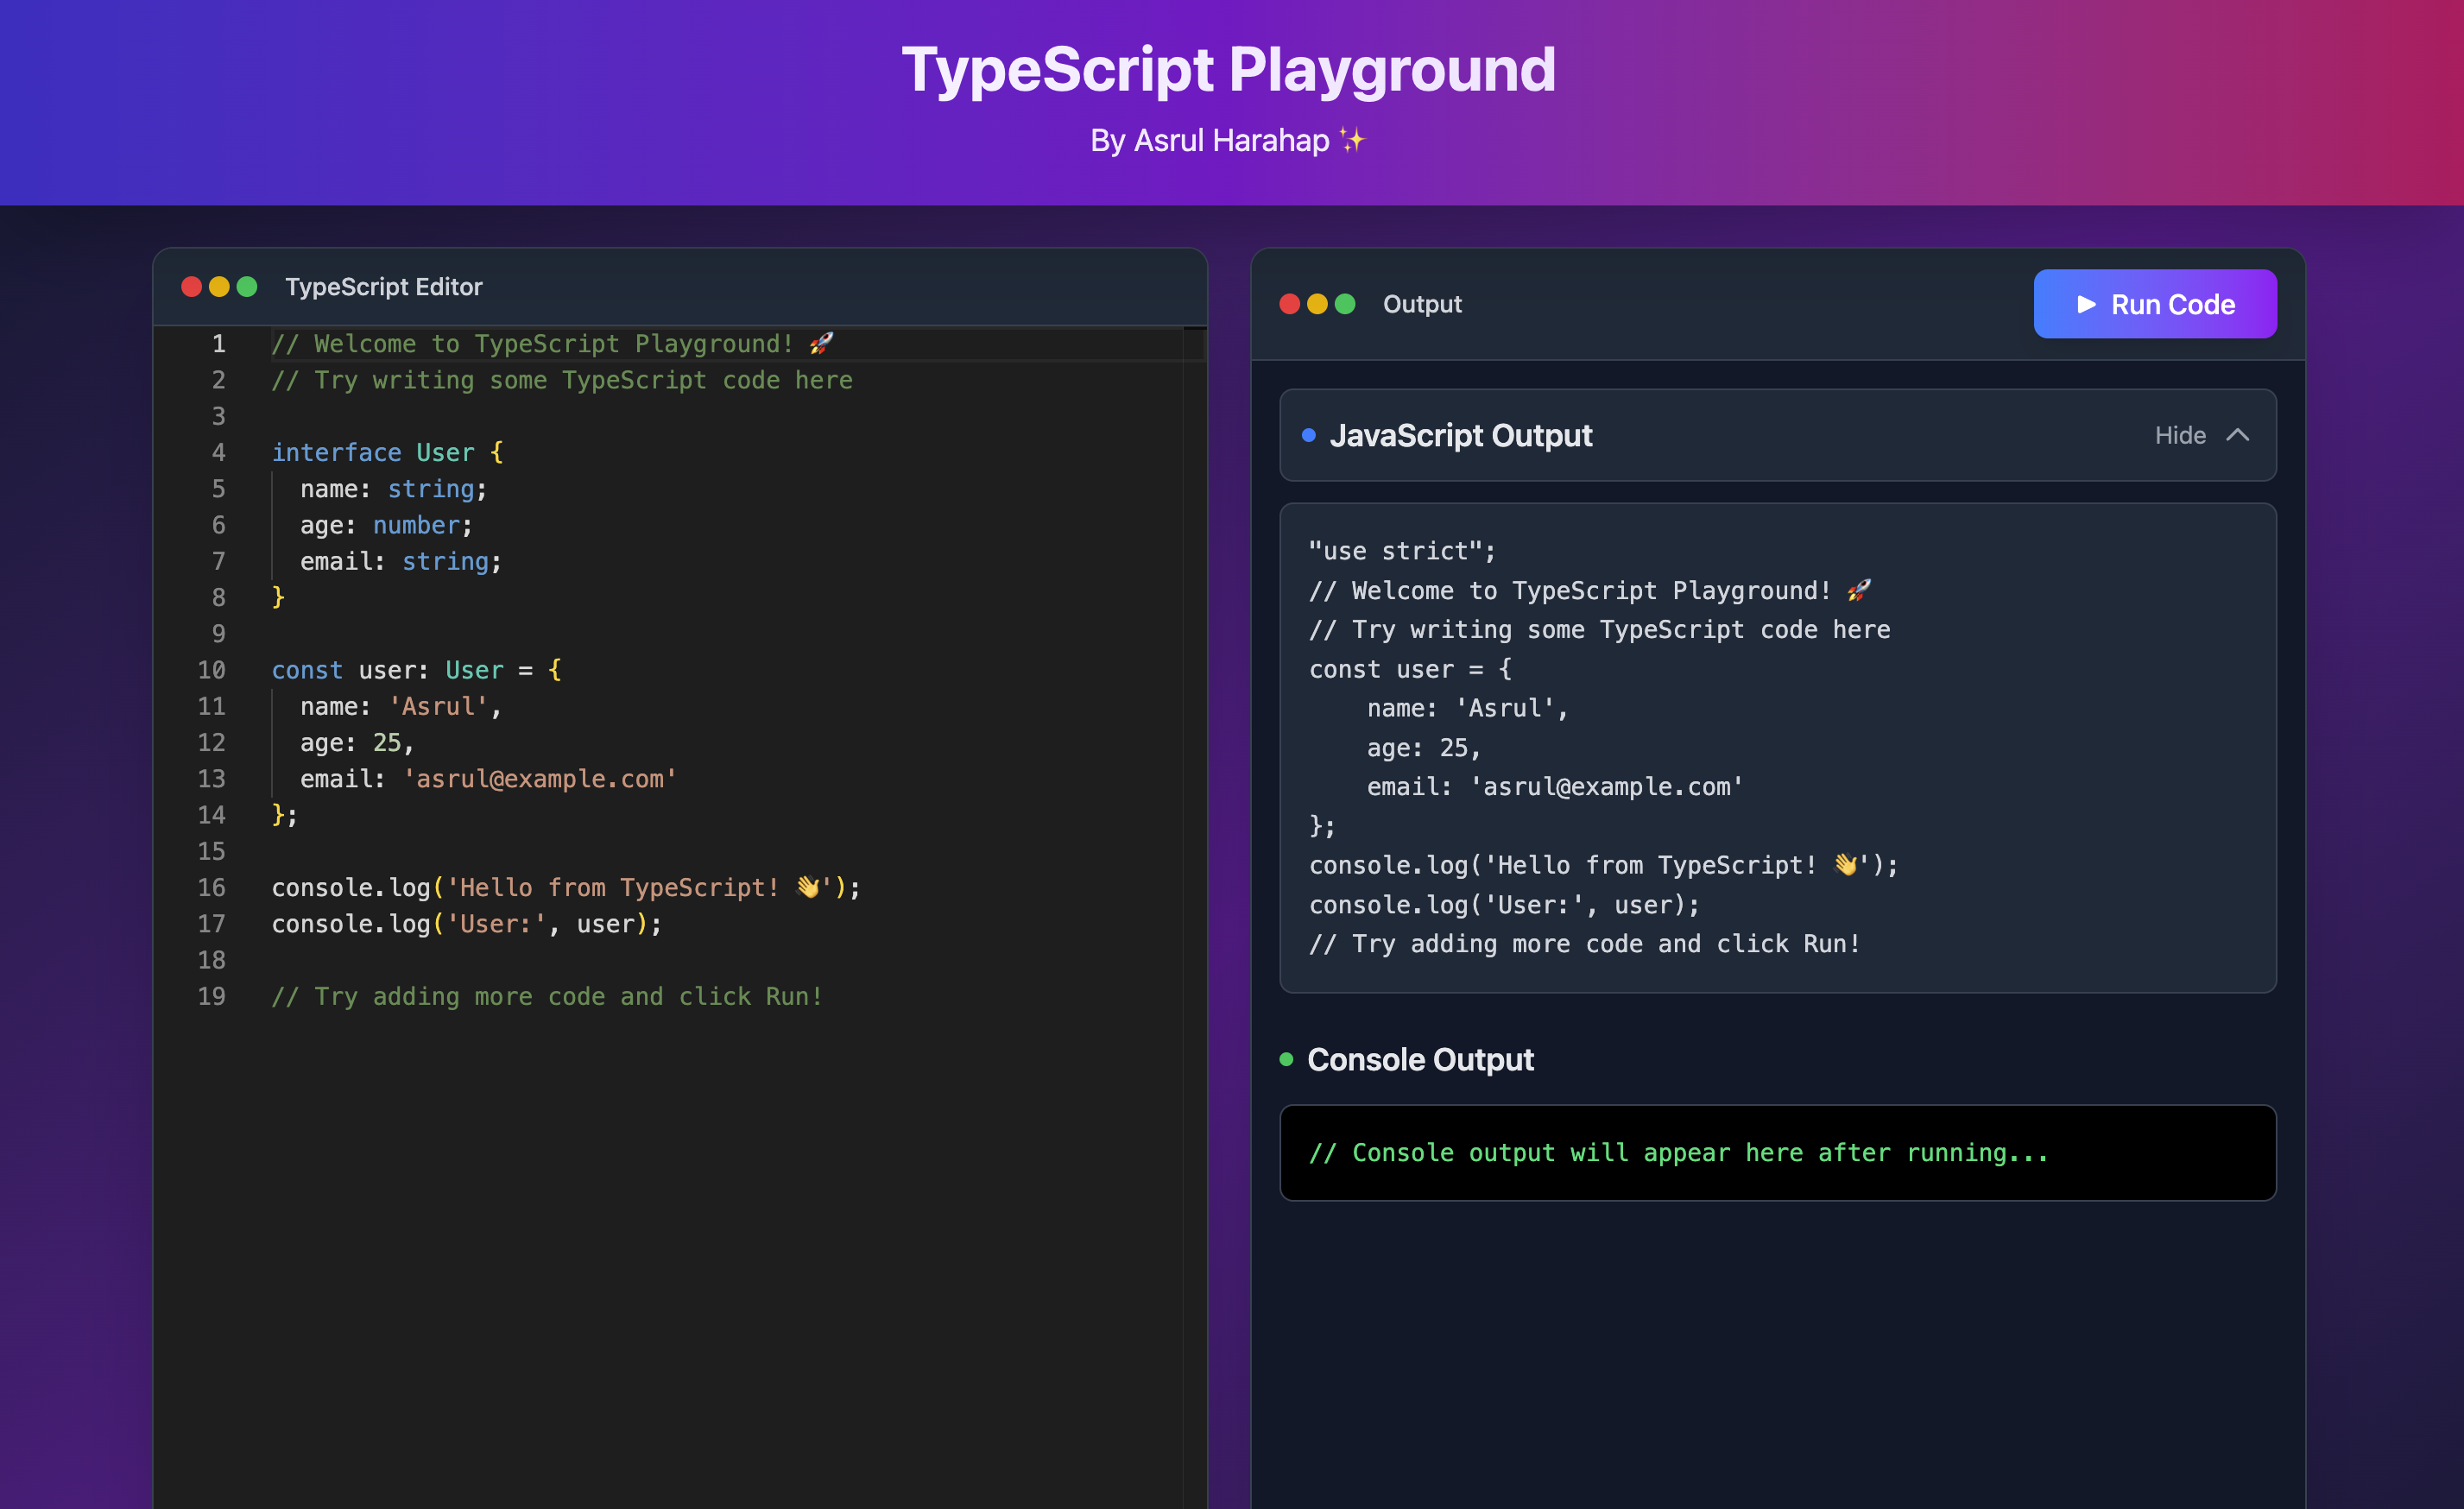 TypeScript Playground
By Asrul Harahap ✨
TypeScript Editor
1 // Welcome to TypeScript Playground! 🚀
2 // Try writing some TypeScript code here
3
4 interface User {
5   name: string;
6   age: number;
7   email: string;
8 }
9
10 const user: User = {
11   name: 'Asrul',
12   age: 25,
13   email: 'asrul@example.com'
14 };
15
16 console.log('Hello from TypeScript! 👋');
17 console.log('User:', user);
18
19 // Try adding more code and click Run!
Output
▶ Run Code
JavaScript Output
Hide
"use strict";
// Welcome to TypeScript Playground! 🚀
// Try writing some TypeScript code here
const user = {
    name: 'Asrul',
    age: 25,
    email: 'asrul@example.com'
};
console.log('Hello from TypeScript! 👋');
console.log('User:', user);
// Try adding more code and click Run!
Console Output
// Console output will appear here after running...